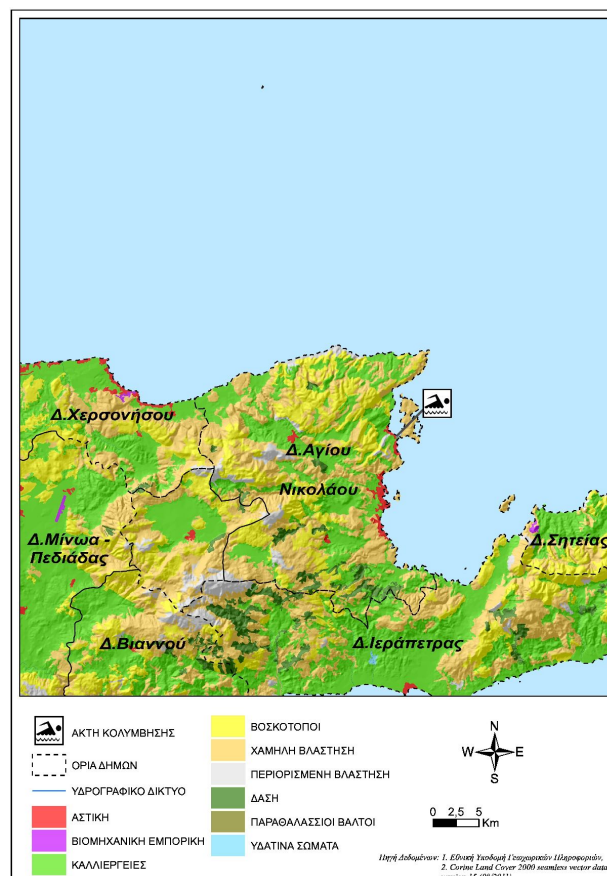 Δ.Χερσονήσου
Δ.Αγίου
Νικολάου
Δ.Μίνωα -
Πεδιάδας
Δ.Σητείας
Δ.Βιαννού
Δ.Ιεράπετρας
ΑΚΤΗ ΚΟΛΥΜΒΗΣΗΣ
ΟΡΙΑ ΔΗΜΩΝ
ΥΔΡΟΓΡΑΦΙΚΟ ΔΙΚΤΥΟ
ΑΣΤΙΚΗ
ΒΙΟΜΗΧΑΝΙΚΗ ΕΜΠΟΡΙΚΗ
ΚΑΛΛΙΕΡΓΕΙΕΣ
ΒΟΣΚΟΤΟΠΟΙ
ΧΑΜΗΛΗ ΒΛΑΣΤΗΣΗ
ΠΕΡΙΟΡΙΣΜΕΝΗ ΒΛΑΣΤΗΣΗ
ΔΑΣΗ
ΠΑΡΑΘΑΛΑΣΣΙΟΙ ΒΑΛΤΟΙ
ΥΔΑΤΙΝΑ ΣΩΜΑΤΑ
N
W E
S
0 2,5 5
Km
Πηγή Δεδομένων: 1. Εθνική Υποδομή Γεωχωρικών Πληροφοριών,
2. Corine Land Cover 2000 seamless vector data